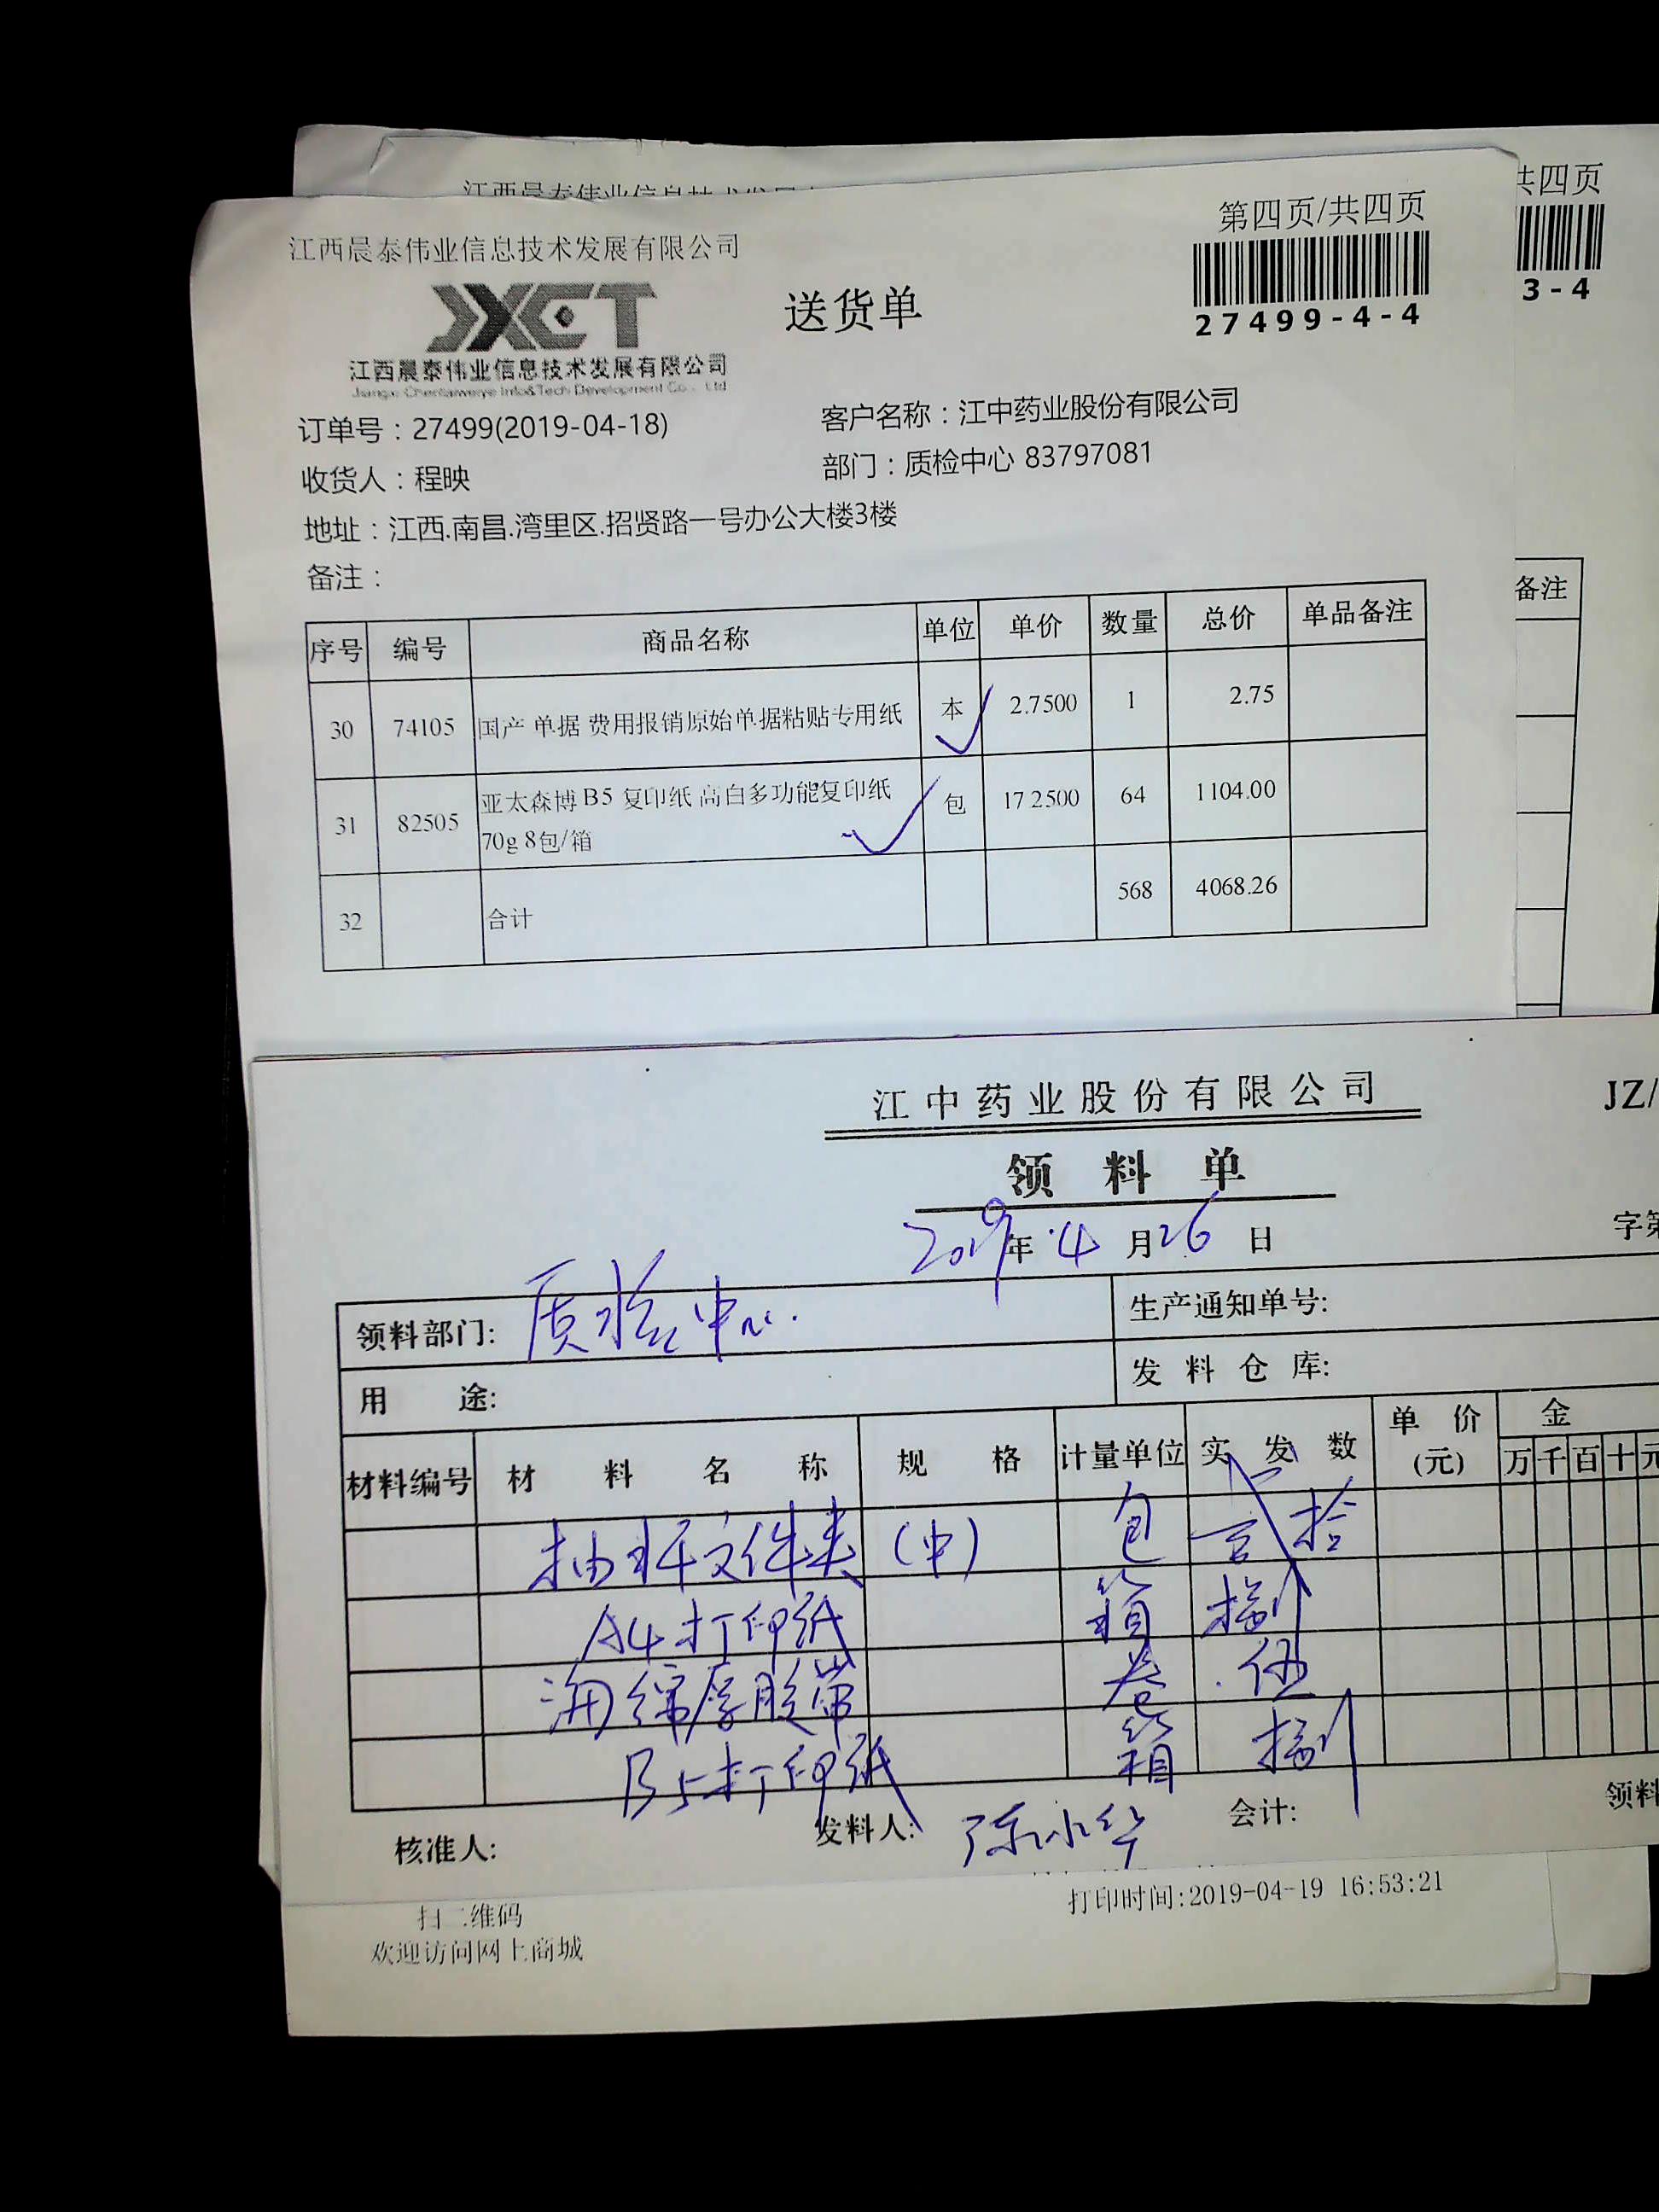 共四页
3-4
备注
江西晨泰伟业信息技术发展有限公司
第四页/共四页
27499-4-4
JXCT
送货单
江西晨泰伟业信息技术发展有限公司
Jiangxi Chentaiweiye Info&Tech Development Co., Ltd
订单号：27499(2019-04-18)
客户名称：江中药业股份有限公司
收货人：程映
部门：质检中心 83797081
地址：江西.南昌.湾里区.招贤路一号办公大楼3楼
备注：
序号 编号 商品名称 单位 单价 数量 总价 单品备注
30 74105 国产 单据 费用报销原始单据粘贴专用纸 本 2.7500 1 2.75
31 82505 亚太森博 B5 复印纸 高白多功能复印纸 包 17.2500 64 1104.00
70g 8包/箱
32 合计 568 4068.26
江中药业股份有限公司
JZ/
领料单
2019年 4月26日
字第
领料部门: 质检中心
生产通知单号:
用 途:
发料仓库:
材料编号 材料名称 规格 计量单位 实发数 单价 金
(元) 万 千 百 十 元
抽杆文件夹 (中) 包 贰拾
A4打印纸 箱 捌
海绵厚胶带 卷 伍
B5打印纸 箱 捌
核准人: 发料人: 会计: 领料
打印时间:2019-04-19 16:53:21
扫二维码
欢迎访问网上商城